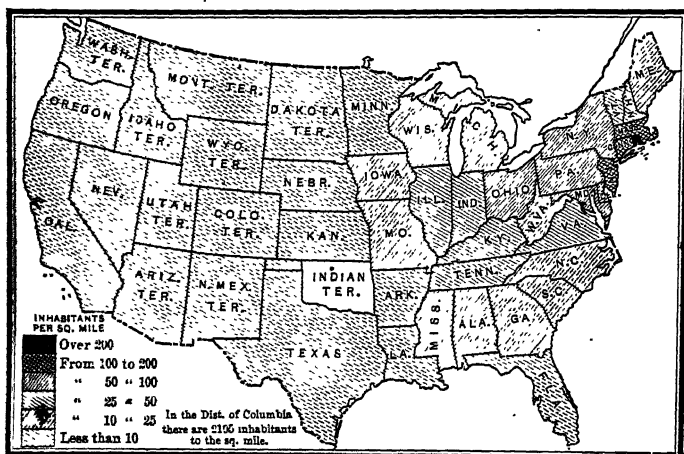 WASH. TER.
MONT. TER.
DAKOTA TER.
MINN.
OREGON
IDAHO TER.
WYO. TER.
WIS.
M
ICH.
ME.
NEBR.
IOWA
N.
PA.
NEV.
UTAH TER.
COLO. TER.
KAN.
MO.
ILL.
IND.
OHIO
W.VA.
VA.
MD.
CAL.
KY.
ARIZ. TER.
N.MEX. TER.
INDIAN TER.
ARK.
TENN.
N.C.
S.C.
TEXAS
LA.
MISS.
ALA.
GA.
INHABITANTS
PER SQ. MILE
Over 200
From 100 to 200
" 50 " 100
" 25 " 50
" 10 " 25
Less than 10
In the Dist. of Columbia
there are 2195 inhabitants
to the sq. mile.